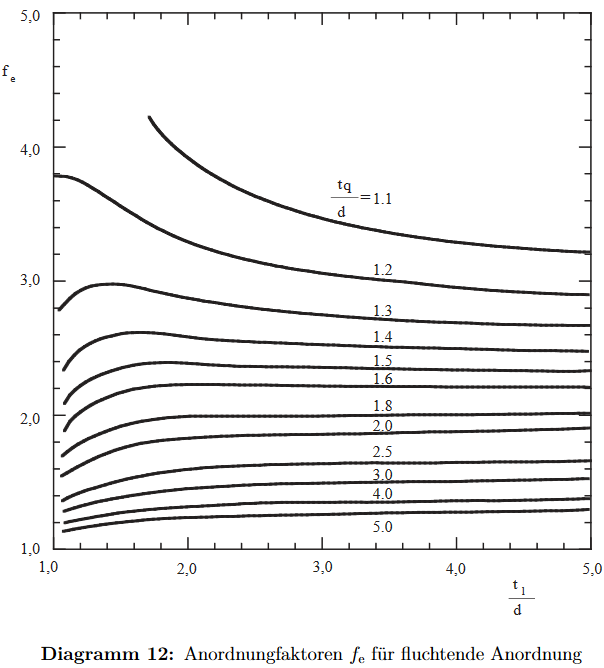 5,0
f e
4,0
tq
d
=1.1
1.2
3,0
1.3
1.4
1.5
1.6
1.8
2,0
2.0
2.5
3.0
4.0
5.0
1,0
1,0 2,0 3,0 4,0 5,0
t 1
d
Diagramm 12: Anordnungfaktoren fe für fluchtende Anordnung